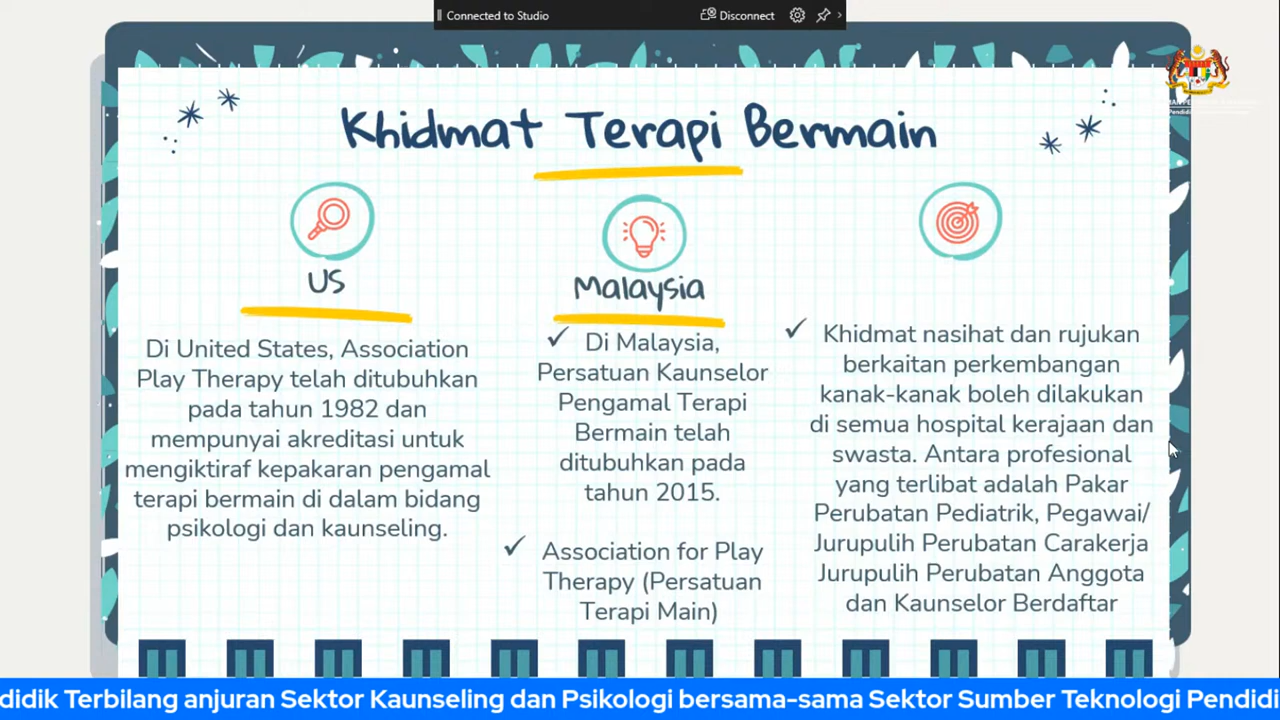 Connected to Studio
Disconnect
Khidmat Terapi Bermain
US
Di United States, Association
Play Therapy telah ditubuhkan
pada tahun 1982 dan
mempunyai akreditasi untuk
mengiktiraf kepakaran pengamal
terapi bermain di dalam bidang
psikologi dan kaunseling.
Malaysia
Di Malaysia,
Persatuan Kaunselor
Pengamal Terapi
Bermain telah
ditubuhkan pada
tahun 2015.
Association for Play
Therapy (Persatuan
Terapi Main)
Khidmat nasihat dan rujukan
berkaitan perkembangan
kanak-kanak boleh dilakukan
di semua hospital kerajaan dan
swasta. Antara profesional
yang terlibat adalah Pakar
Perubatan Pediatrik, Pegawai/
Jurupulih Perubatan Carakerja
Jurupulih Perubatan Anggota
dan Kaunselor Berdaftar
didik Terbilang anjuran Sektor Kaunseling dan Psikologi bersama-sama Sektor Sumber Teknologi Pendidi